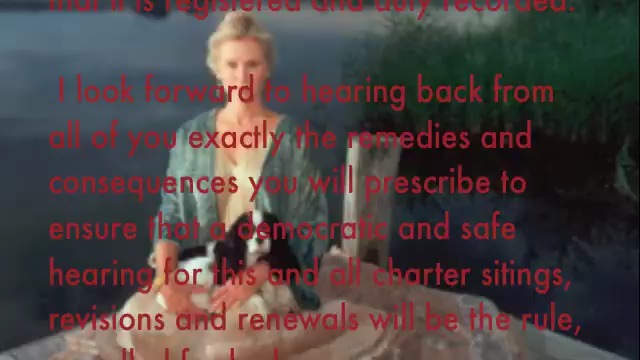 that it is registered and duly recorded.
I look forward to hearing back from
all of you exactly the remedies and
consequences you will prescribe to
ensure that a democratic and safe
hearing for this and all charter sitings,
revisions and renewals will be the rule,